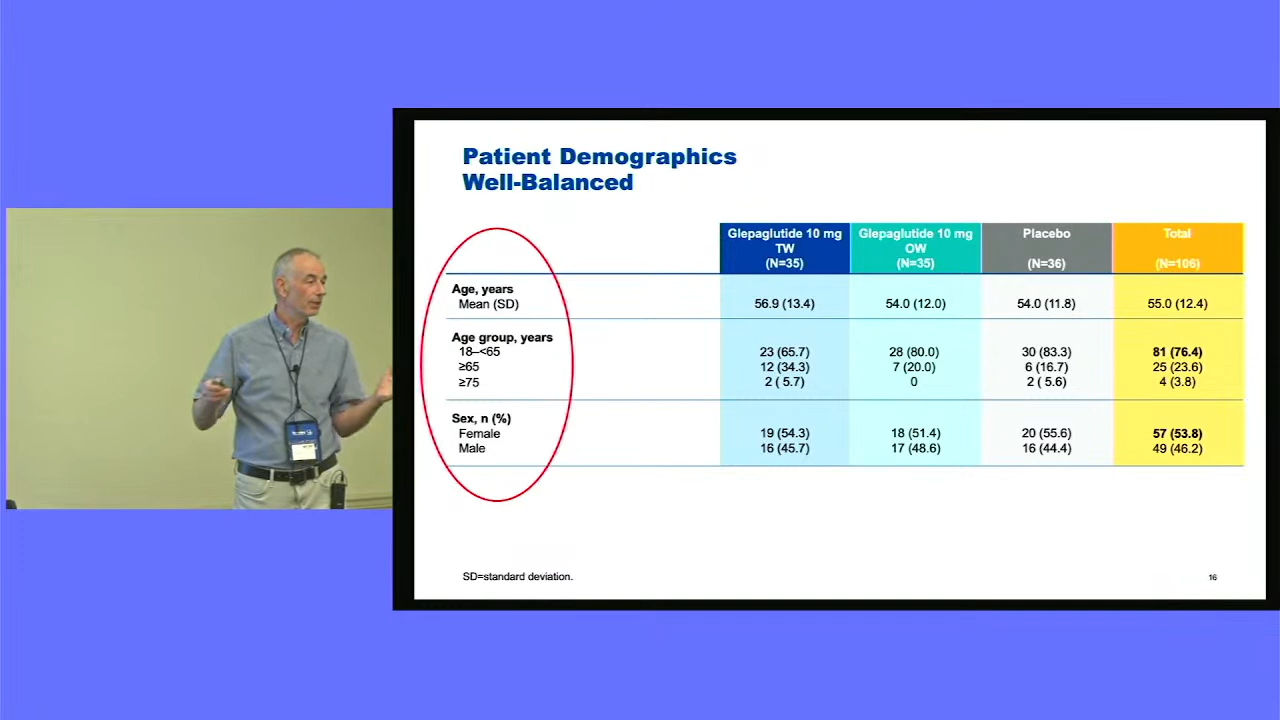 Patient Demographics
Well-Balanced
Glepaglutide 10 mg TW (N=35) Glepaglutide 10 mg OW (N=35) Placebo (N=36) Total (N=106)
Age, years
Mean (SD) 56.9 (13.4) 54.0 (12.0) 54.0 (11.8) 55.0 (12.4)
Age group, years
18–<65 23 (65.7) 28 (80.0) 30 (83.3) 81 (76.4)
≥65 12 (34.3) 7 (20.0) 6 (16.7) 25 (23.6)
≥75 2 ( 5.7) 0 2 ( 5.6) 4 (3.8)
Sex, n (%)
Female 19 (54.3) 18 (51.4) 20 (55.6) 57 (53.8)
Male 16 (45.7) 17 (48.6) 16 (44.4) 49 (46.2)
SD=standard deviation.
16